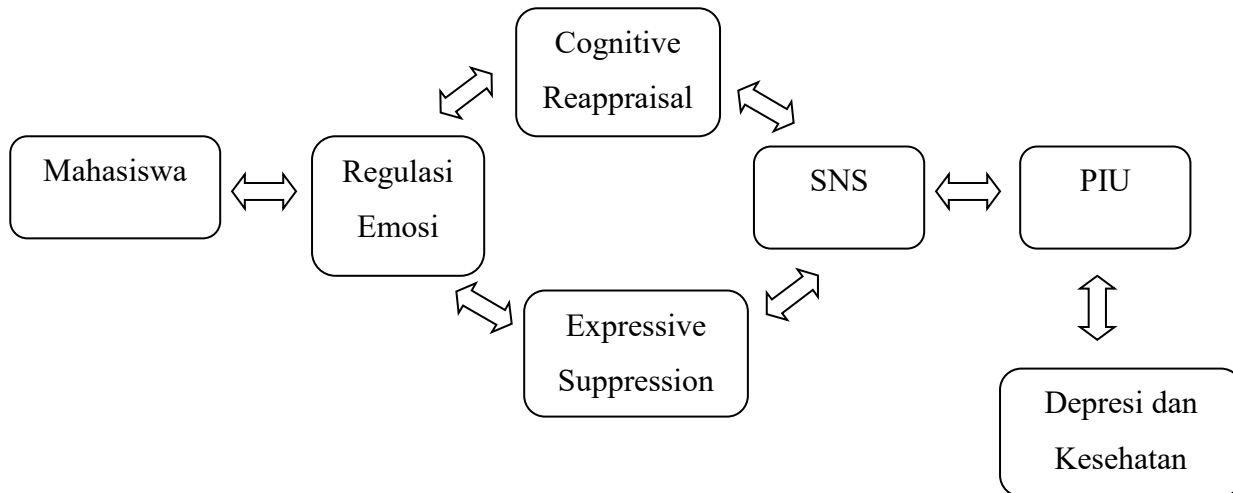 Cognitive
Reappraisal
Mahasiswa
Regulasi
Emosi
SNS
PIU
Expressive
Suppression
Depresi dan
Kesehatan